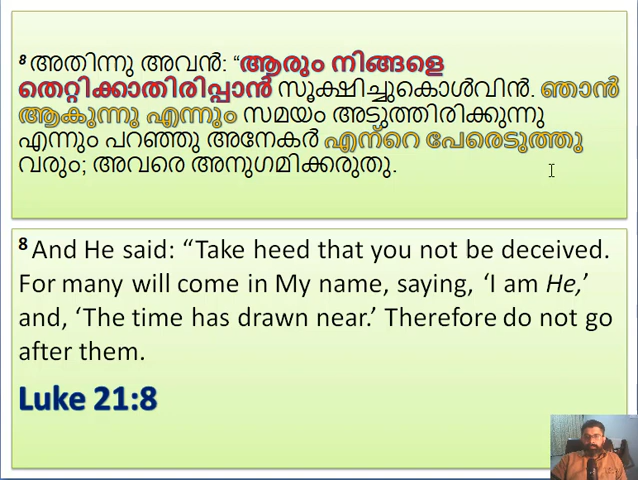 8 അതിന്നു അവൻ: “ആരും നിങ്ങളെ
തെറ്റിക്കാതിരിപ്പാൻ സൂക്ഷിച്ചുകൊൾവിൻ. ഞാൻ
ആകുന്നു എന്നും സമയം അടുത്തിരിക്കുന്നു
എന്നും പറഞ്ഞു അനേകർ എന്റെ പേരെടുത്തു
വരും; അവരെ അനുഗമിക്കരുതു.
8 And He said: “Take heed that you not be deceived.
For many will come in My name, saying, ‘I am He,’
and, ‘The time has drawn near.’ Therefore do not go
after them.
Luke 21:8